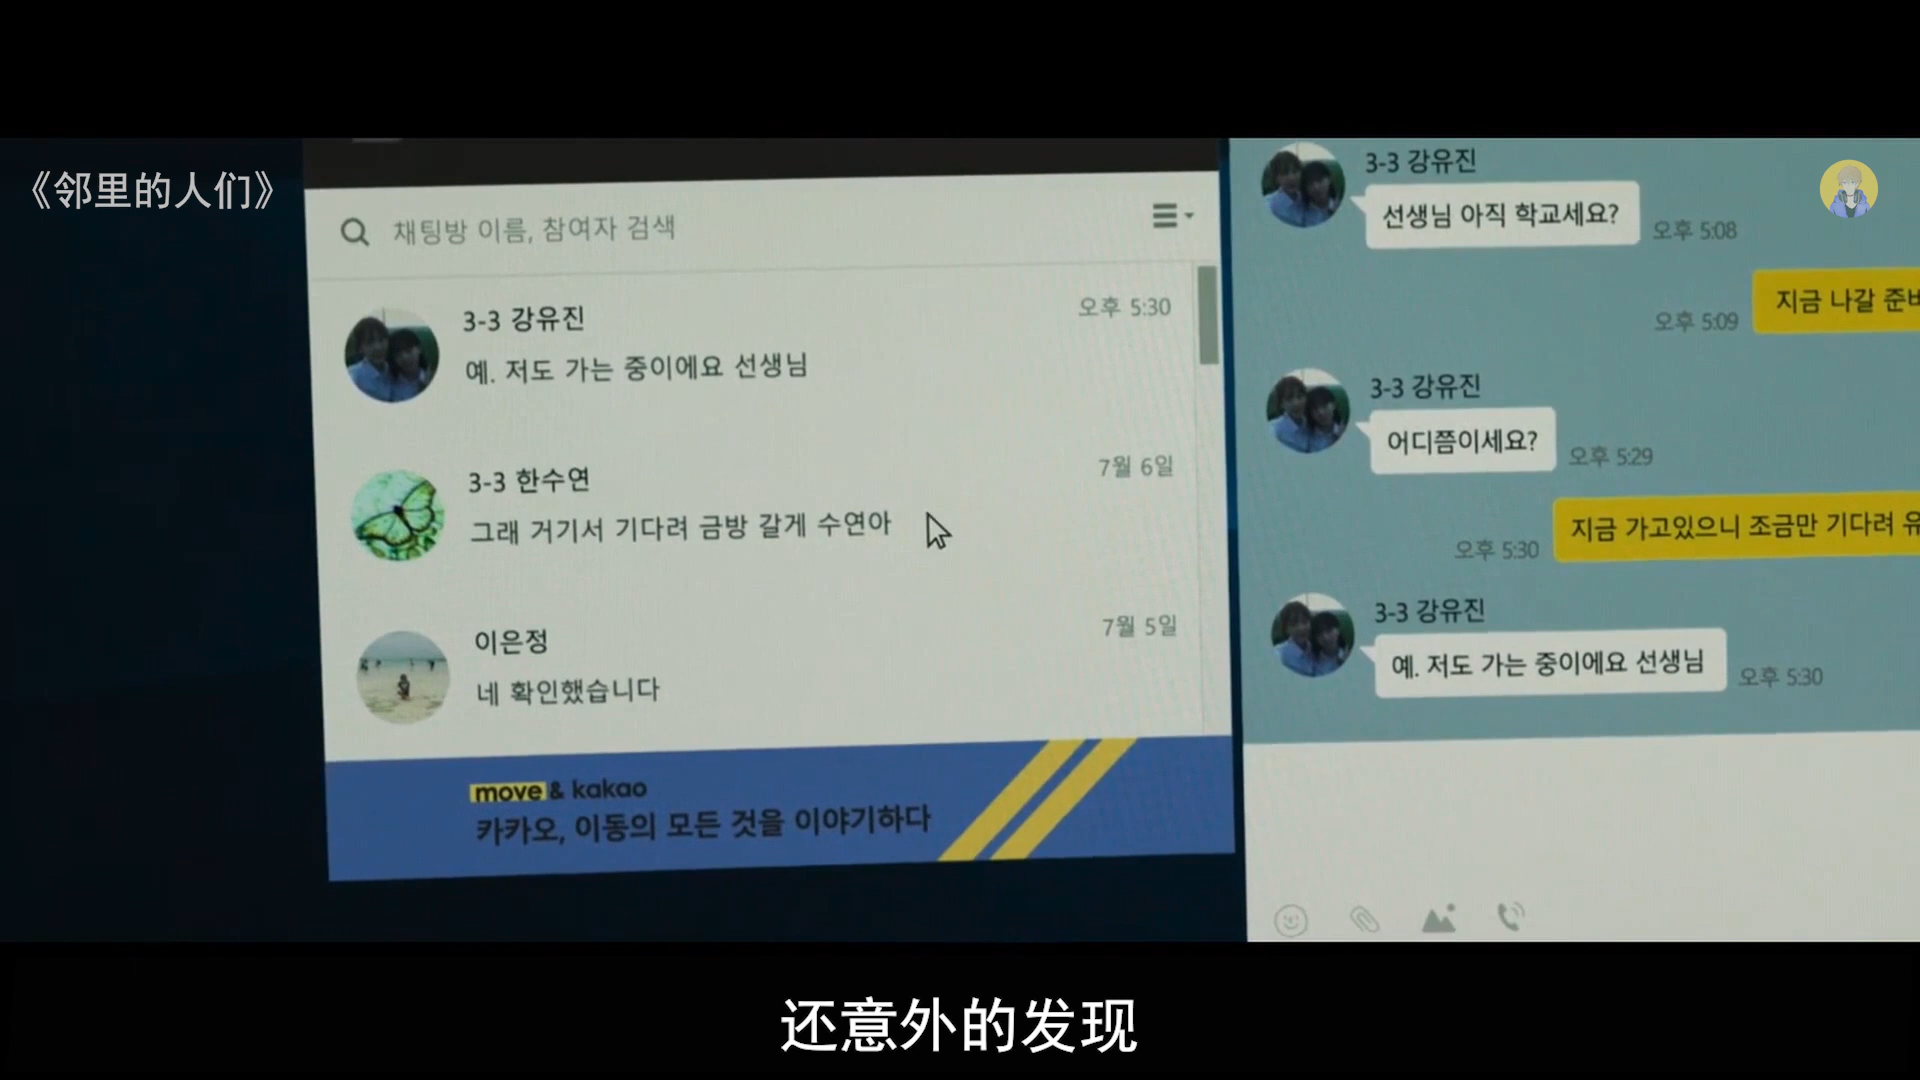 《邻里的人们》
채팅방 이름, 참여자 검색
3-3 강유진
오후 5:30
예. 저도 가는 중이에요 선생님
3-3 한수연
7월 6일
그래 거기서 기다려 금방 갈게 수연아
이은정
7월 5일
네 확인했습니다
move & kakao
카카오, 이동의 모든 것을 이야기하다
3-3 강유진
선생님 아직 학교세요?
오후 5:08
지금 나갈 준비
오후 5:09
3-3 강유진
어디쯤이세요?
오후 5:29
지금 가고있으니 조금만 기다려 유
오후 5:30
3-3 강유진
예. 저도 가는 중이에요 선생님
오후 5:30
还意外的发现